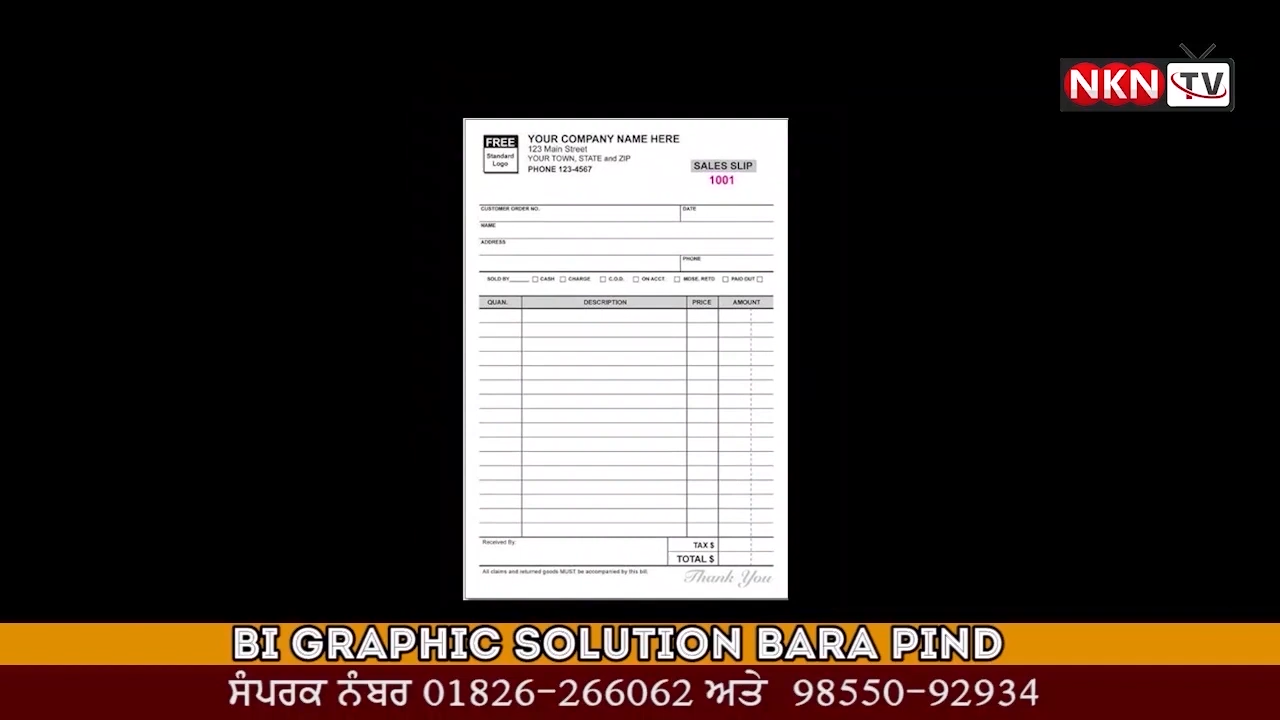 NKN TV
FREE
Standard
Logo
YOUR COMPANY NAME HERE
123 Main Street
YOUR TOWN, STATE and ZIP
PHONE 123-4567
SALES SLIP
1001
CUSTOMER ORDER NO. DATE
NAME
ADDRESS
PHONE
SOLD BY CASH CHARGE C.O.D. ON ACCT. MDSE. RETD PAID OUT
QUAN. DESCRIPTION PRICE AMOUNT
Received By: TAX $
TOTAL $
All claims and returned goods MUST be accompanied by this bill.
Thank You
BI GRAPHIC SOLUTION BARA PIND
ਸੰਪਰਕ ਨੰਬਰ 01826-266062 ਅਤੇ 98550-92934